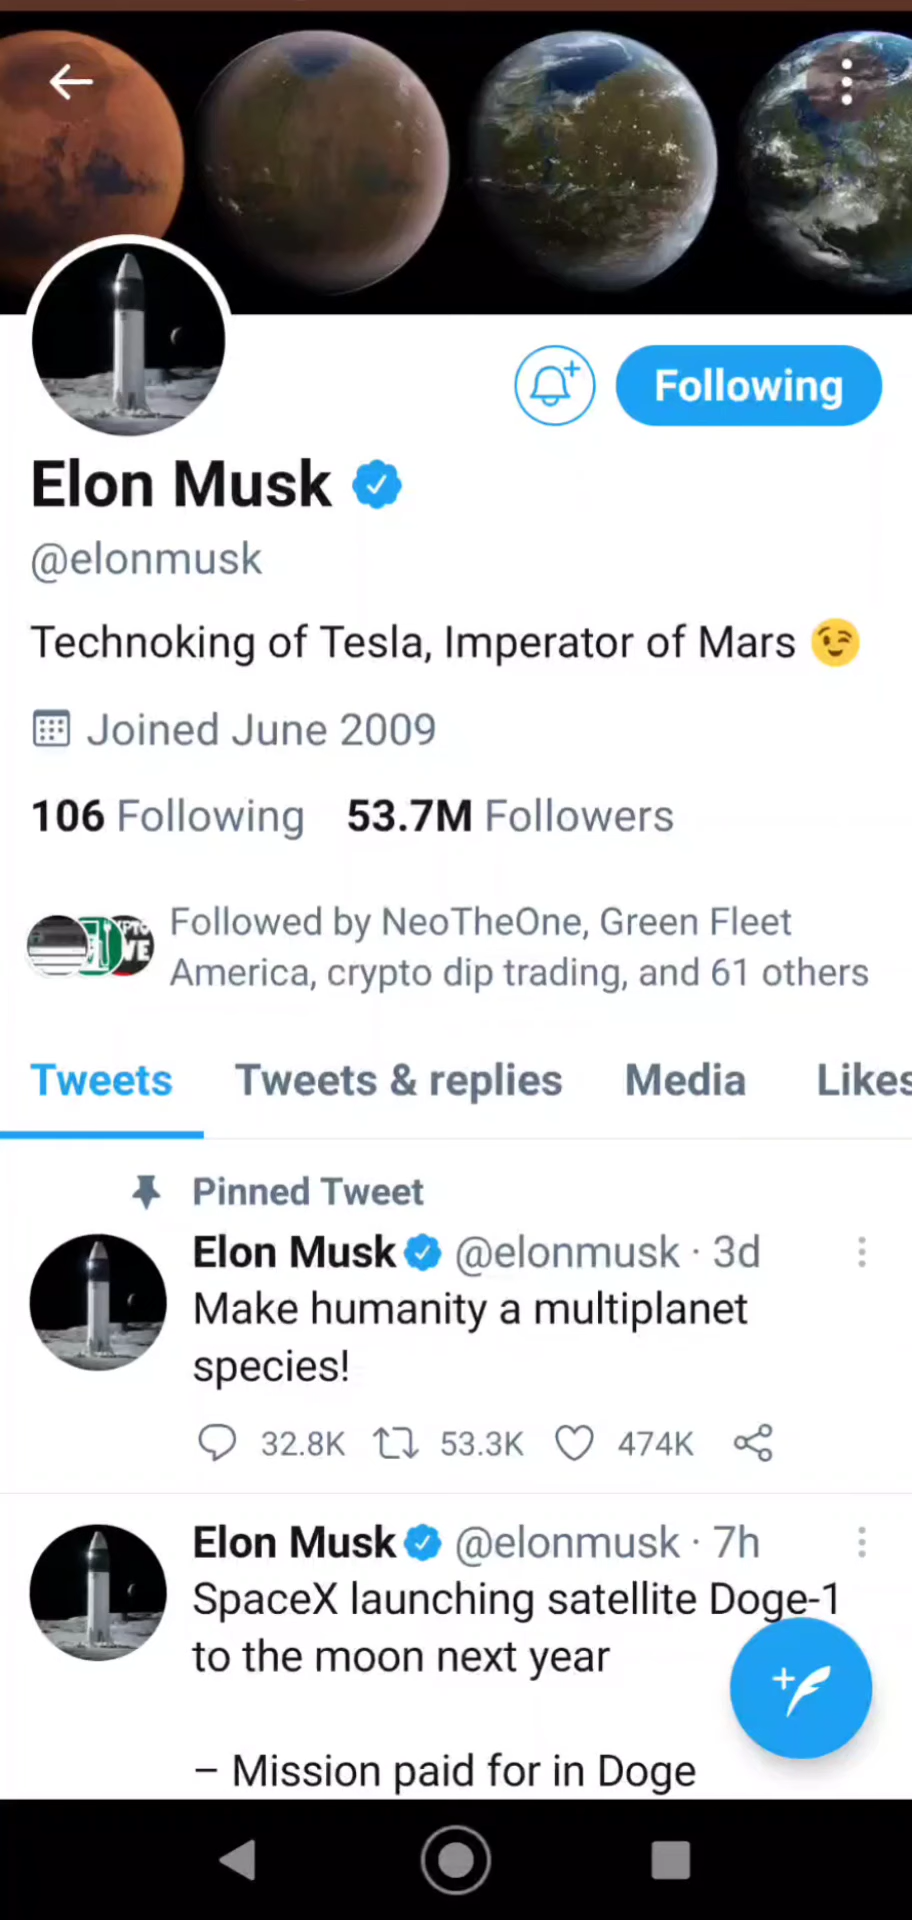 Following
Elon Musk
@elonmusk
Technoking of Tesla, Imperator of Mars 😉
Joined June 2009
106 Following 53.7M Followers
Followed by NeoTheOne, Green Fleet
America, crypto dip trading, and 61 others
Tweets Tweets & replies Media Likes
Pinned Tweet
Elon Musk @elonmusk · 3d
Make humanity a multiplanet
species!
32.8K 53.3K 474K
Elon Musk @elonmusk · 7h
SpaceX launching satellite Doge-1
to the moon next year
– Mission paid for in Doge